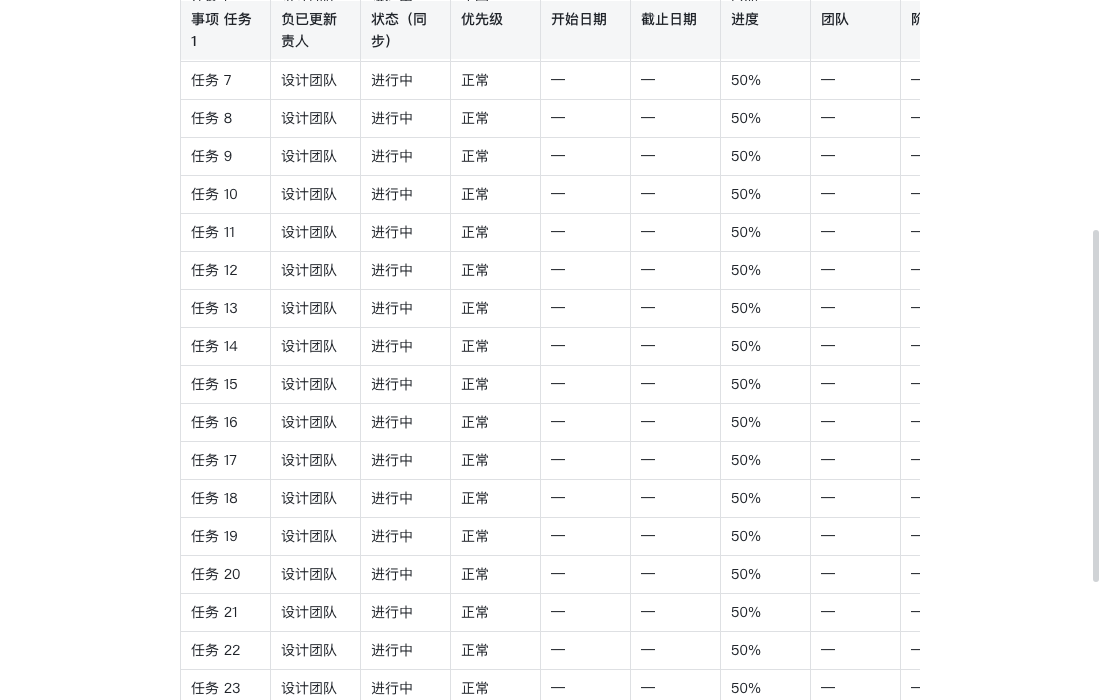 事项 任务 负已更新 状态（同 优先级 开始日期 截止日期 进度 团队
1 责人 步）
任务 7 设计团队 进行中 正常 — — 50% — —
任务 8 设计团队 进行中 正常 — — 50% — —
任务 9 设计团队 进行中 正常 — — 50% — —
任务 10 设计团队 进行中 正常 — — 50% — —
任务 11 设计团队 进行中 正常 — — 50% — —
任务 12 设计团队 进行中 正常 — — 50% — —
任务 13 设计团队 进行中 正常 — — 50% — —
任务 14 设计团队 进行中 正常 — — 50% — —
任务 15 设计团队 进行中 正常 — — 50% — —
任务 16 设计团队 进行中 正常 — — 50% — —
任务 17 设计团队 进行中 正常 — — 50% — —
任务 18 设计团队 进行中 正常 — — 50% — —
任务 19 设计团队 进行中 正常 — — 50% — —
任务 20 设计团队 进行中 正常 — — 50% — —
任务 21 设计团队 进行中 正常 — — 50% — —
任务 22 设计团队 进行中 正常 — — 50% — —
任务 23 设计团队 进行中 正常 — — 50% — —